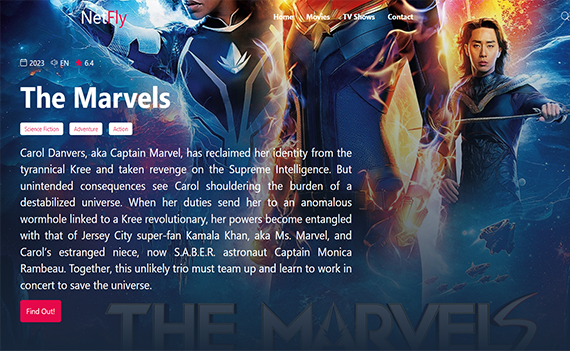 NetFly
Home Movies TV Shows Contact
2023 EN 6.4
The Marvels
Science Fiction Adventure Action
Carol Danvers, aka Captain Marvel, has reclaimed her identity from the
tyrannical Kree and taken revenge on the Supreme Intelligence. But
unintended consequences see Carol shouldering the burden of a
destabilized universe. When her duties send her to an anomalous
wormhole linked to a Kree revolutionary, her powers become entangled
with that of Jersey City super-fan Kamala Khan, aka Ms. Marvel, and
Carol’s estranged niece, now S.A.B.E.R. astronaut Captain Monica
Rambeau. Together, this unlikely trio must team up and learn to work in
concert to save the universe.
Find Out!
THE MARVELS